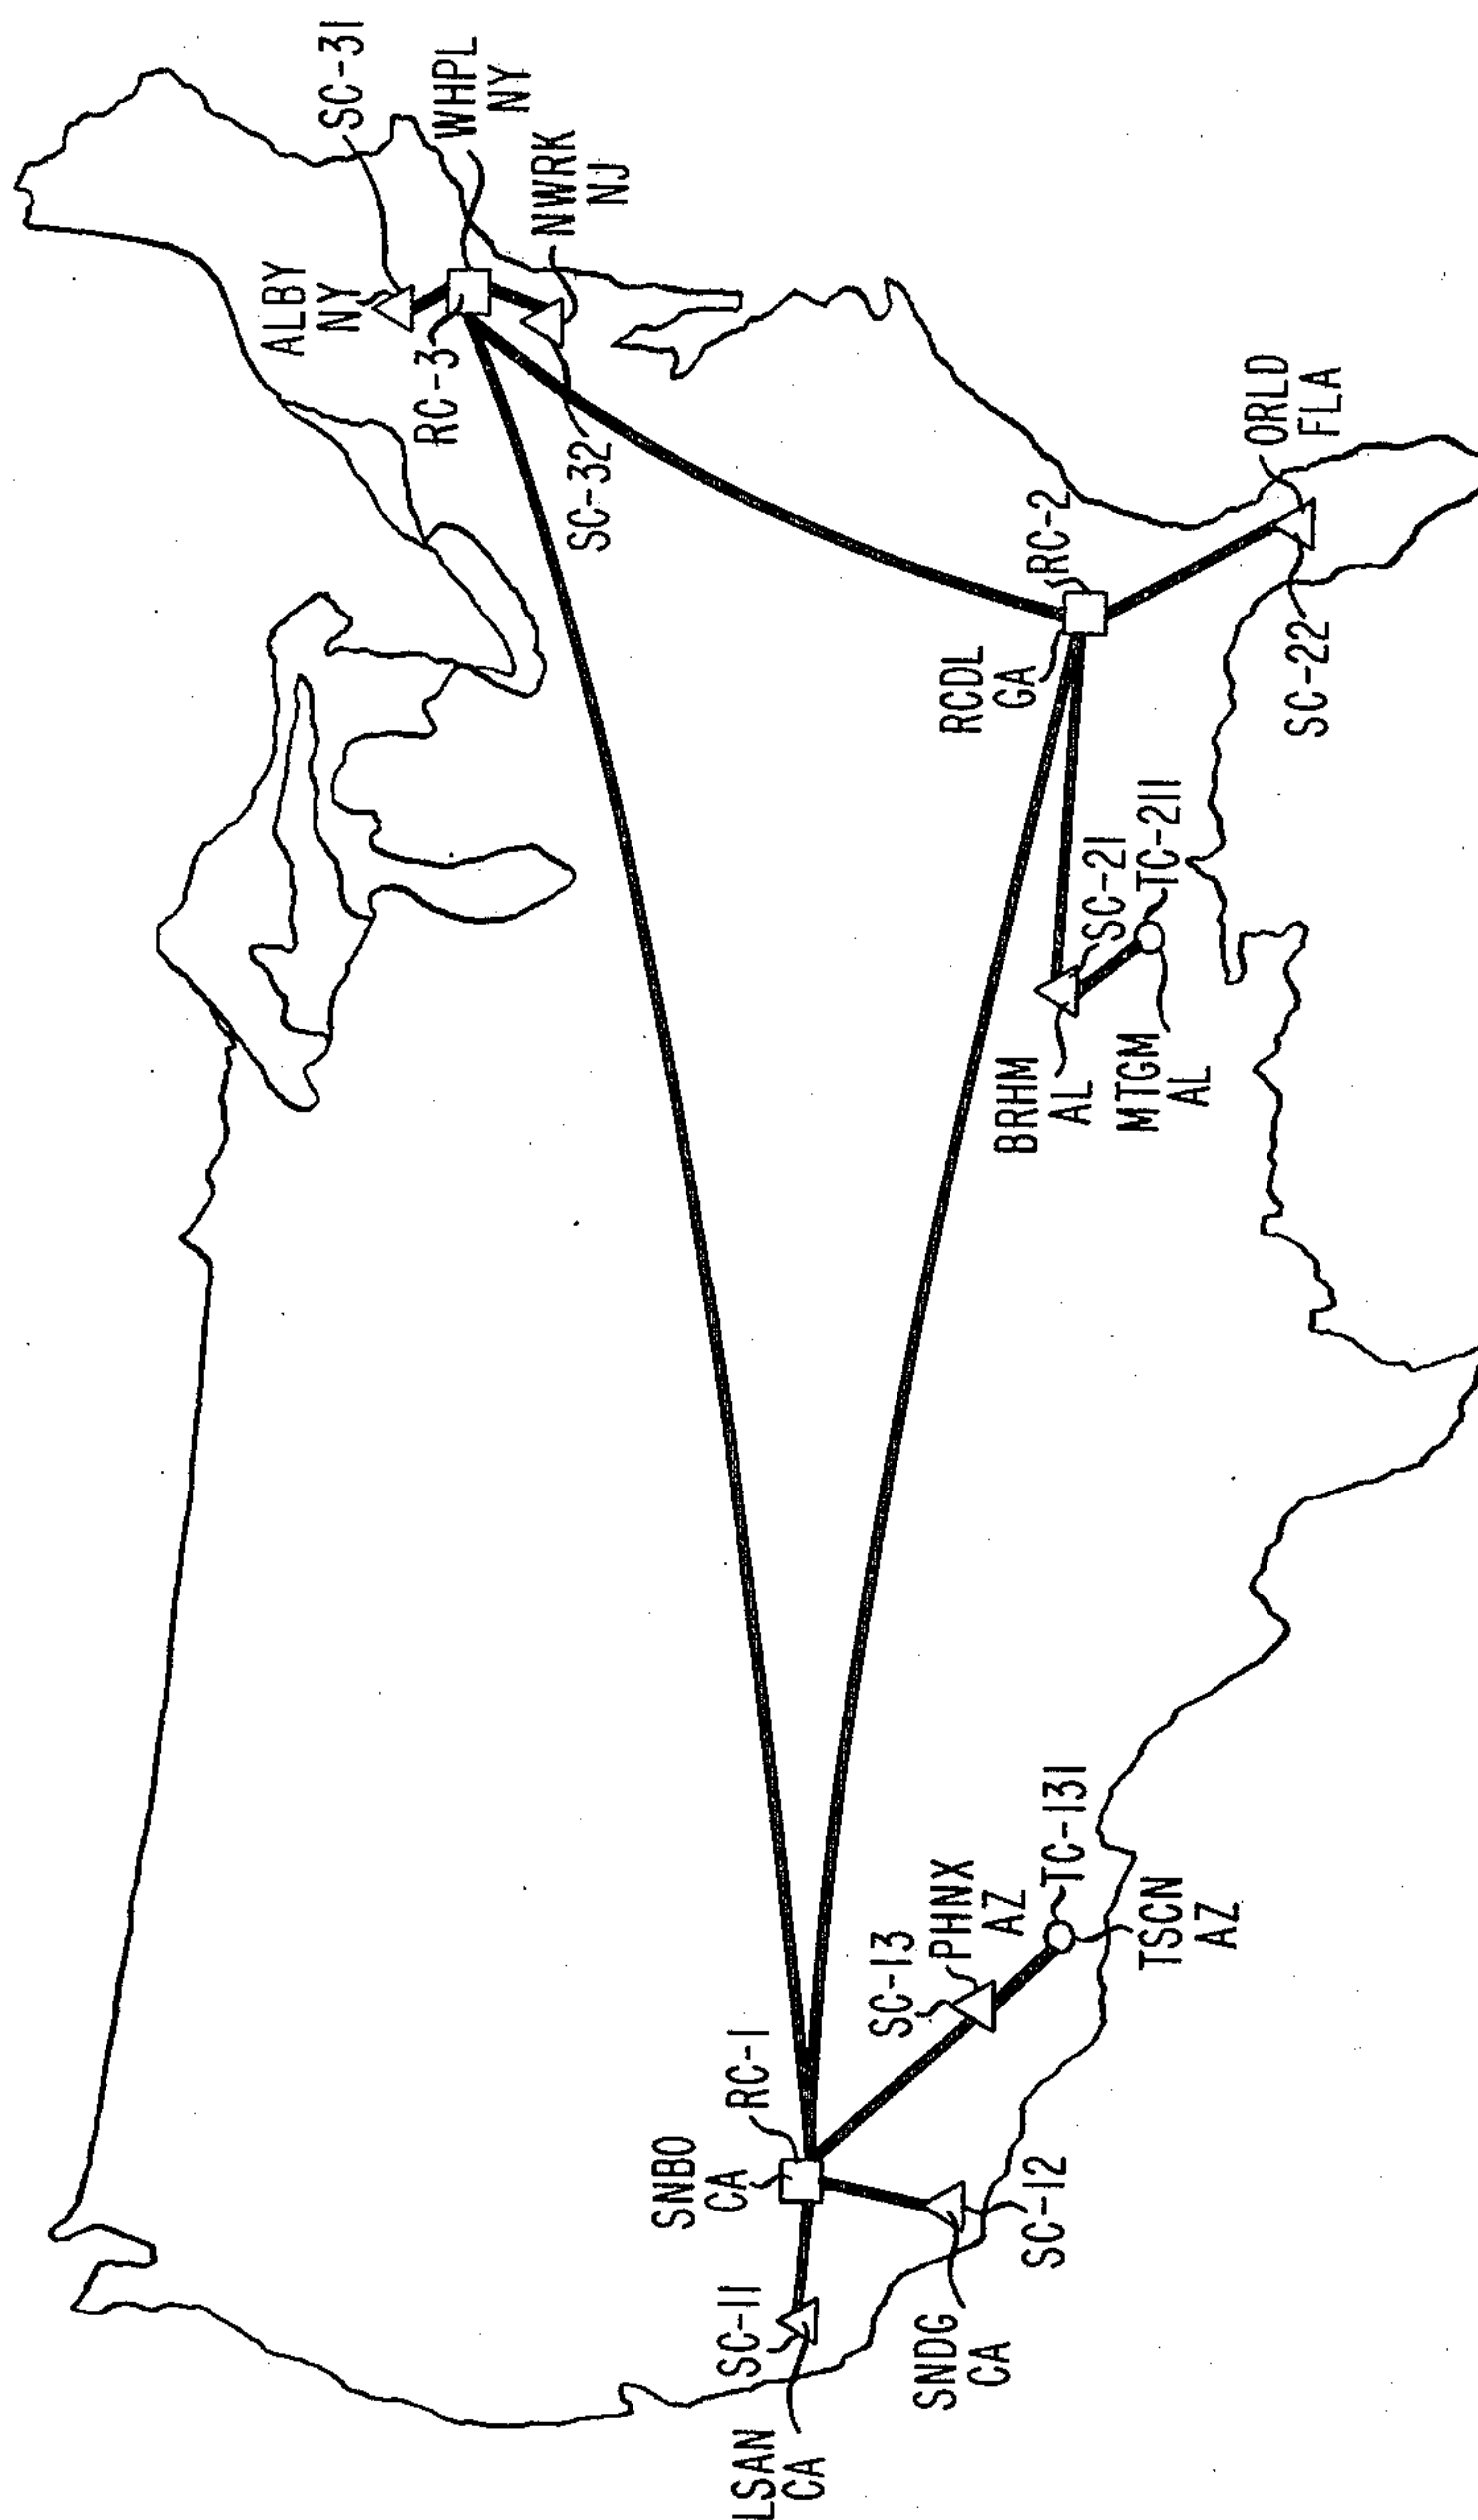 SC-31
WHPL
NY
NWRK
NJ
ALBY
NY
RC-3
SC-32
ORLD
FLA
RC-2
RCDL
GA
SC-22
TC-211
SC-21
BRHM
AL
MTGM
AL
TC-131
PHNX
AZ
SC-13
TSCN
AZ
RC-1
SNBO
CA
SC-12
SC-11
SNDG
CA
LSAN
CA